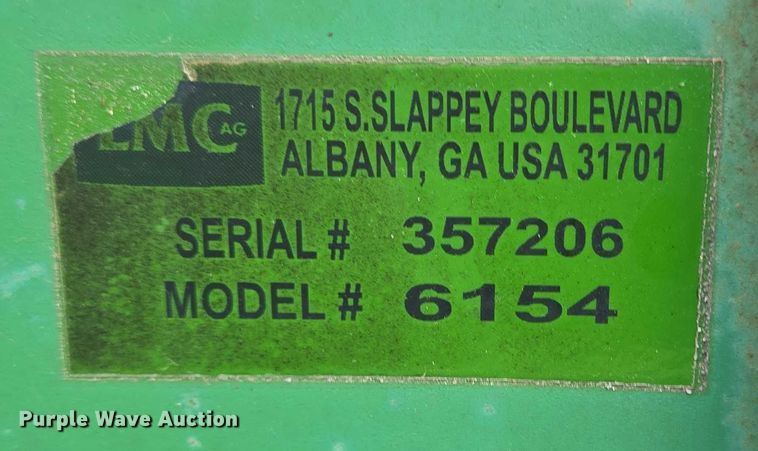 LMC AG
1715 S.SLAPPEY BOULEVARD
ALBANY, GA USA 31701
SERIAL # 357206
MODEL # 6154
Purple Wave Auction